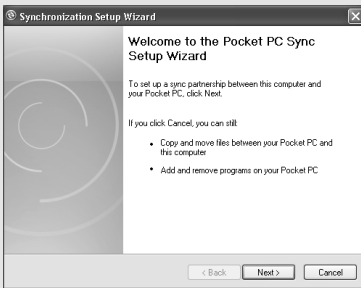 Synchronization Setup Wizard
Welcome to the Pocket PC Sync
Setup Wizard
To set up a sync partnership between this computer and
your Pocket PC, click Next.
If you click Cancel, you can still:
• Copy and move files between your Pocket PC and
this computer
• Add and remove programs on your Pocket PC
< Back
Next >
Cancel